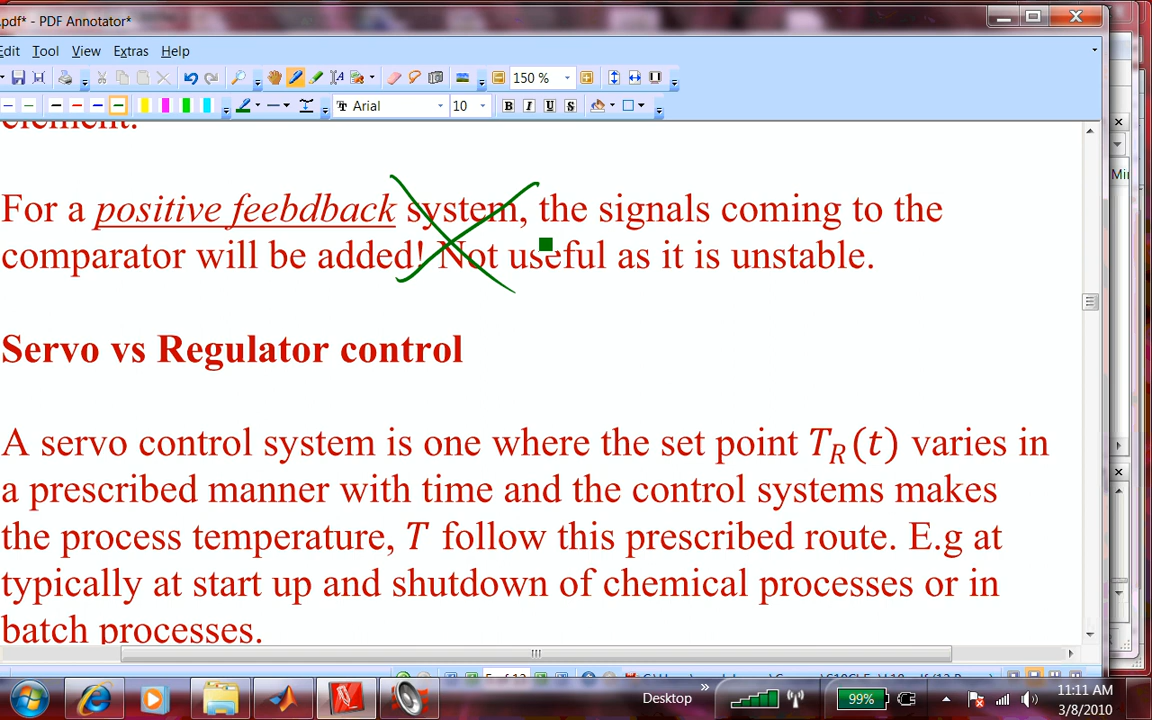 .pdf* - PDF Annotator*
Edit Tool View Extras Help
150 %
Arial 10 B I U S
element.
For a positive feebdback system, the signals coming to the
comparator will be added! Not useful as it is unstable.
Servo vs Regulator control
A servo control system is one where the set point T_R(t) varies in
a prescribed manner with time and the control systems makes
the process temperature, T follow this prescribed route. E.g at
typically at start up and shutdown of chemical processes or in
batch processes.
Desktop » 99% 11:11 AM
3/8/2010